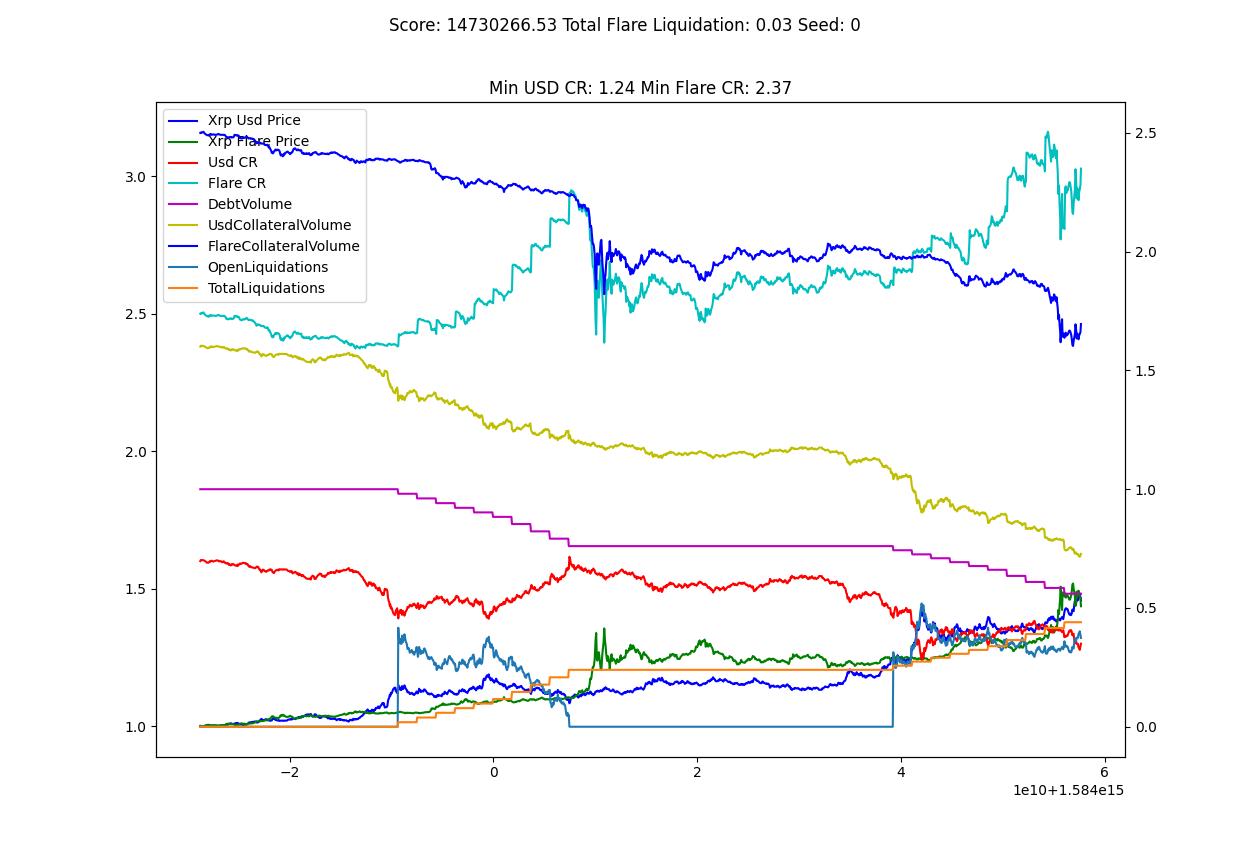 Score: 14730266.53 Total Flare Liquidation: 0.03 Seed: 0
Min USD CR: 1.24 Min Flare CR: 2.37
Xrp Usd Price
Xrp Flare Price
Usd CR
Flare CR
DebtVolume
UsdCollateralVolume
FlareCollateralVolume
OpenLiquidations
TotalLiquidations
3.0
2.5
2.0
1.5
1.0
2.5
2.0
1.5
1.0
0.5
0.0
−2
0
2
4
6
1e10+1.584e15